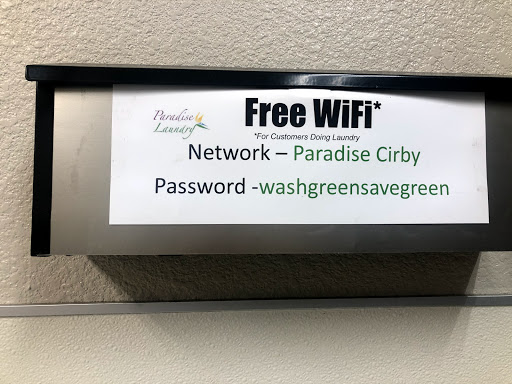 Paradise
Laundry
Free WiFi*
*For Customers Doing Laundry
Network – Paradise Cirby
Password -washgreensavegreen